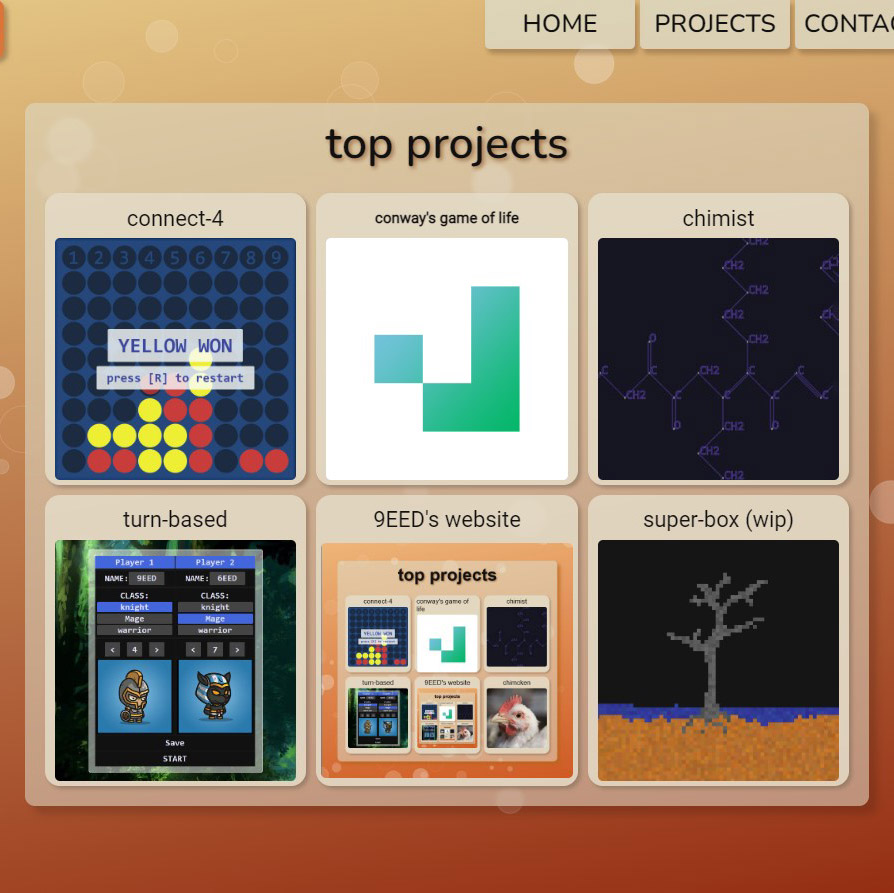 HOME PROJECTS CONTAC
top projects
connect-4
conway's game of life
chimist
1 2 3 4 5 6 7 8 9
YELLOW WON
press [R] to restart
CH2
CH2
CH2
CH2
CH2
O
C
C
CH2
C
C
C
CH2
C
C
O
O
CH2
CH2
CH2
turn-based
9EED's website
super-box (wip)
Player 1 Player 2
NAME: 9EED NAME: 6EED
CLASS: CLASS:
knight knight
Mage Mage
warrior warrior
< 4 > < 7 >
Save
START
top projects
connect-4
conway's game of
life
chimist
YELLOW WON
turn-based
9EED's website
chimcken
top projects